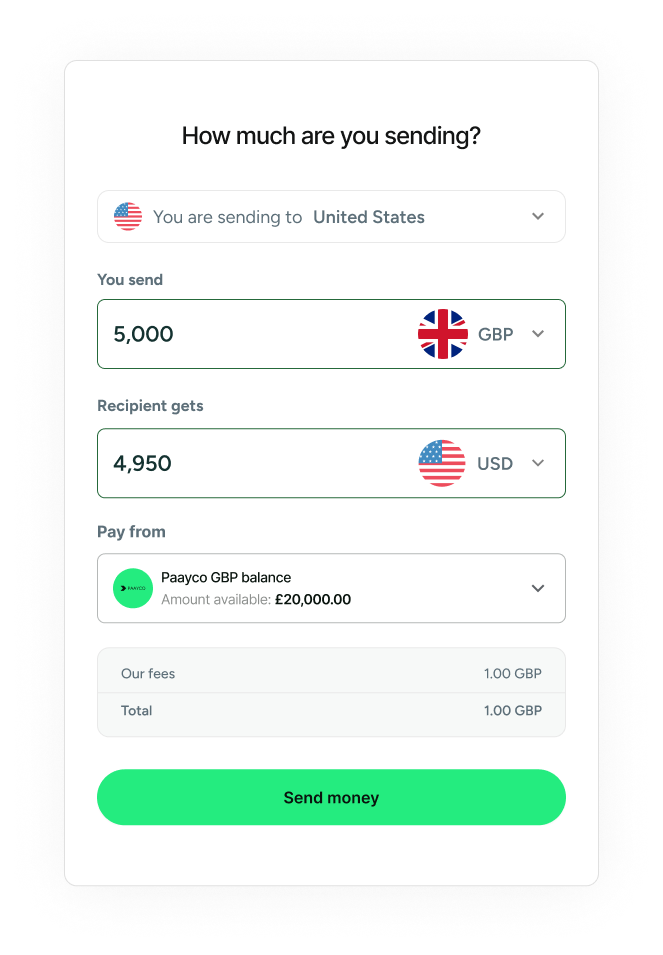 How much are you sending?
You are sending to United States
You send
5,000 GBP
Recipient gets
4,950 USD
Pay from
PAAYCO
Paayco GBP balance
Amount available: £20,000.00
Our fees 1.00 GBP
Total 1.00 GBP
Send money